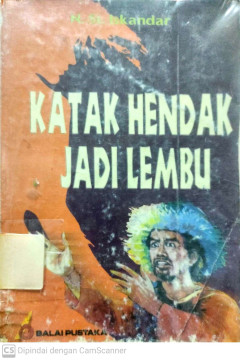 N. St. Iskandar
KATAK HENDAK
JADI LEMBU
BALAI PUSTAKA
CS Dipindai dengan CamScanner